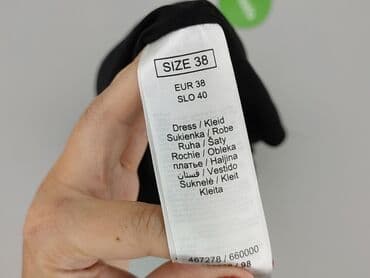 SIZE 38
EUR 38
SLO 40
Dress / Kleid
Sukienka / Robe
Ruha / Šaty
Rochie / Obleka
платье / Haljina
فستان / Vestido
Suknelė / Kleit
Kleita
467278 / 660000
/ 98